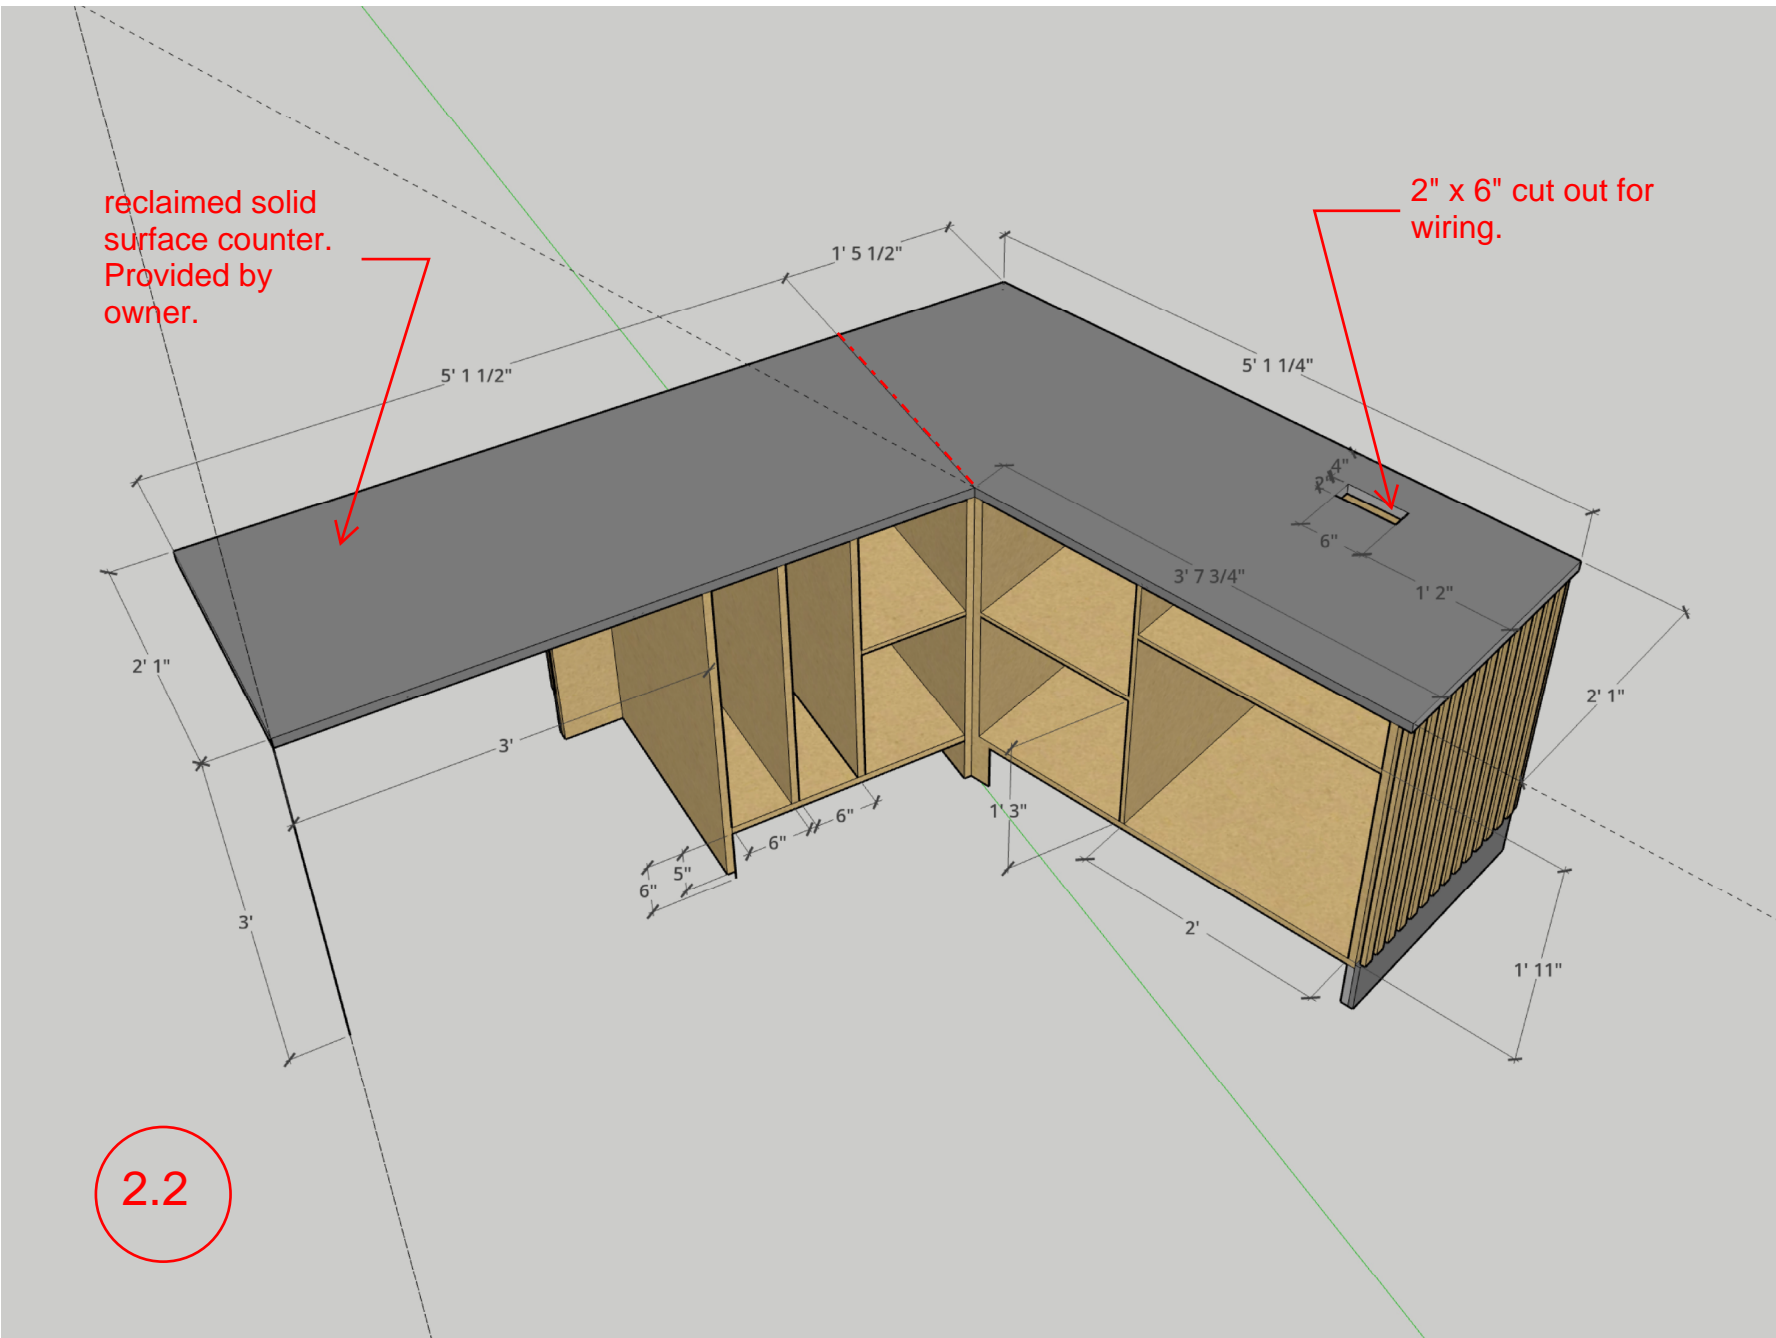 reclaimed solid
surface counter.
Provided by
owner.
2" x 6" cut out for
wiring.
1' 5 1/2"
5' 1 1/2"
5' 1 1/4"
4"
2"
6"
3' 7 3/4"
1' 2"
2' 1"
2' 1"
3'
1' 3"
6"
6"
5"
6"
3'
2'
1' 11"
2.2